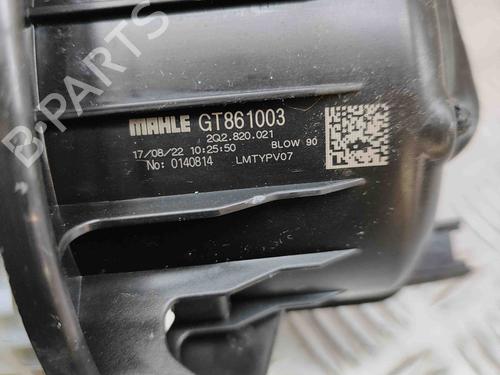 MAHLE GT861003
2Q2.820.021
17/08/22 10:25:50 BLOW 90
No: 0140814 LMTYPV07
B-PARTS